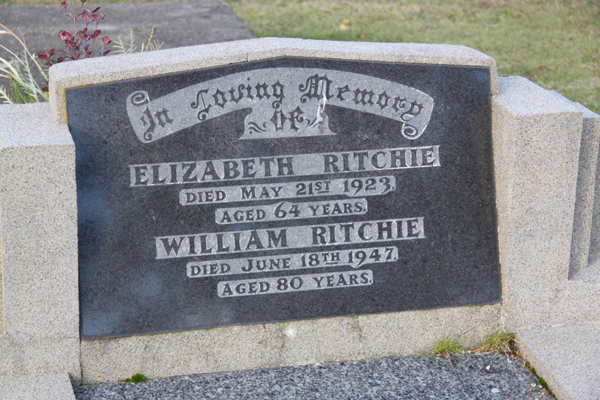 In Loving Memory
OF
ELIZABETH RITCHIE
DIED MAY 21ST 1923.
AGED 64 YEARS.
WILLIAM RITCHIE
DIED JUNE 18TH 1947.
AGED 80 YEARS.